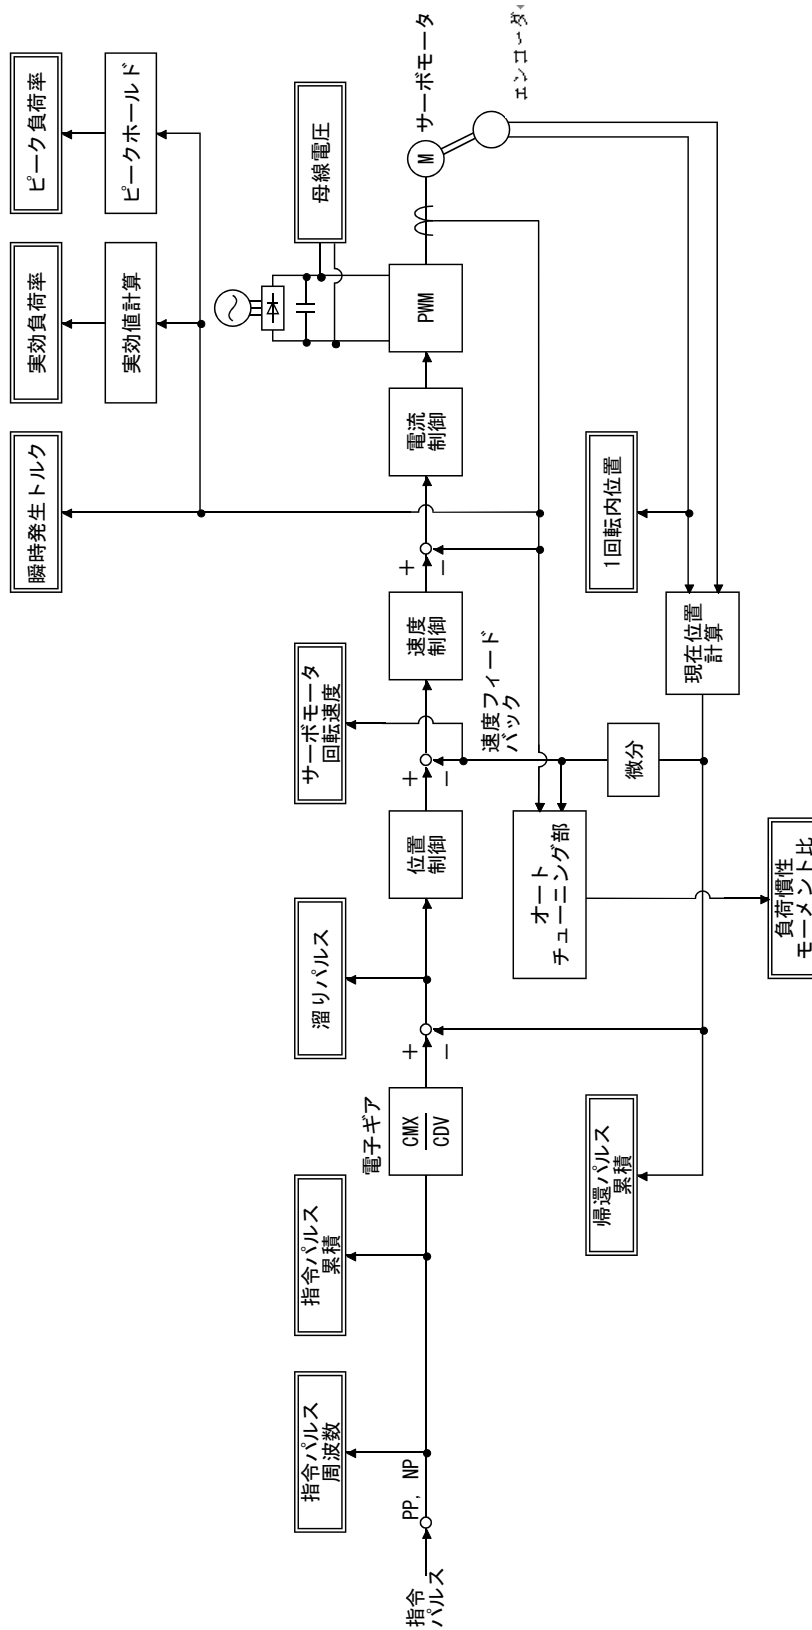 瞬時発生トルク
実効負荷率
ピーク負荷率
実効値計算
ピークホールド
指令パルス
周波数
指令パルス
累積
溜りパルス
サーボモータ
回転速度
母線電圧
電子ギア
サーボモータ
エンコーダ
指令
パルス
PP, NP
CMX
CDV
+
−
位置
制御
+
−
速度
制御
+
−
電流
制御
PWM
M
速度フィード
バック
オート
チューニング部
微分
帰還パルス
累積
1回転内位置
現在位置
計算
負荷慣性
モーメント比